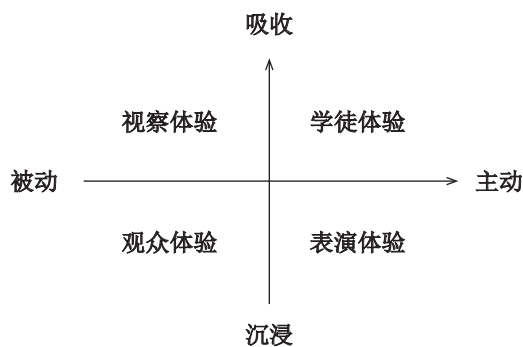 吸收
视察体验 学徒体验
被动 主动
观众体验 表演体验
沉浸